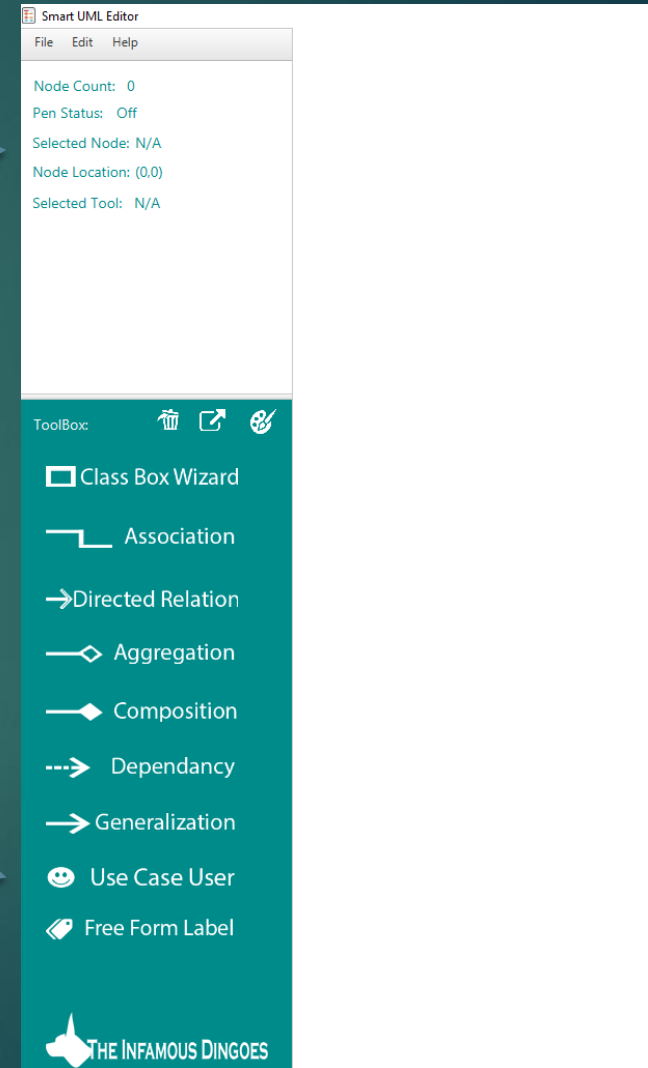 Smart UML Editor
File Edit Help
Node Count: 0
Pen Status: Off
Selected Node: N/A
Node Location: (0,0)
Selected Tool: N/A
ToolBox:
Class Box Wizard
Association
Directed Relation
Aggregation
Composition
Dependancy
Generalization
Use Case User
Free Form Label
THE INFAMOUS DINGOES